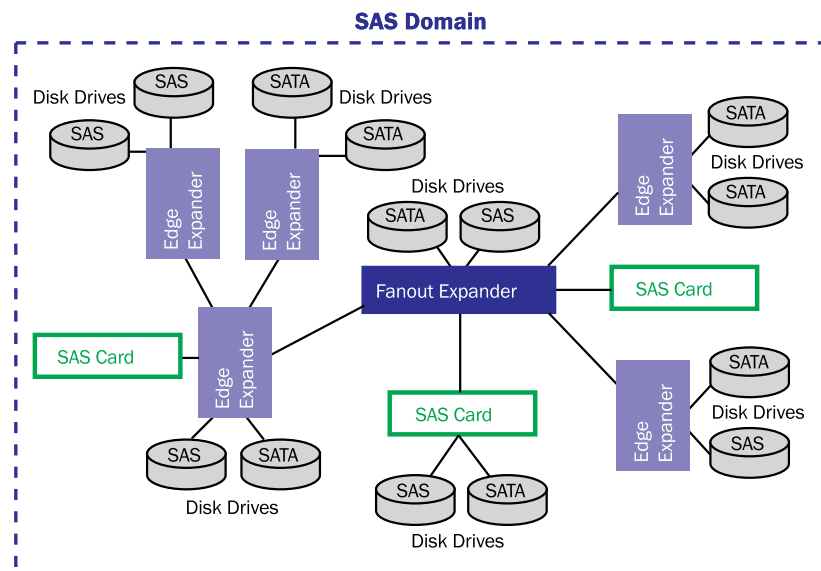 SAS Domain
SAS
Disk Drives
SAS
SATA
Disk Drives
SATA
Edge
Expander
Edge
Expander
Disk Drives
SATA
SAS
SATA
Disk Drives
SATA
Edge
Expander
Fanout Expander
SAS Card
SAS Card
Edge
Expander
SAS
SATA
Disk Drives
SAS Card
SAS
SATA
Disk Drives
SATA
Disk Drives
SAS
Edge
Expander